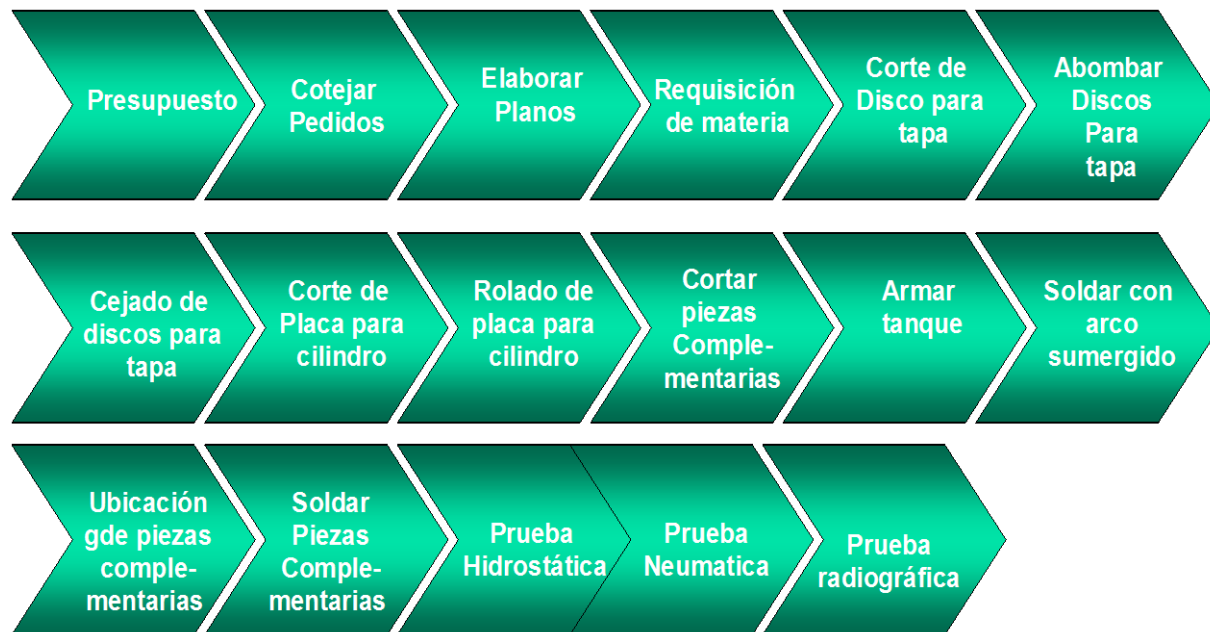 Presupuesto
Cotejar
Pedidos
Elaborar
Planos
Requisición
de materia
Corte de
Disco para
tapa
Abombar
Discos
Para
tapa
Cejado de
discos para
tapa
Corte de
Placa para
cilindro
Rolado de
placa para
cilindro
Cortar
piezas
Comple-
mentarias
Armar
tanque
Soldar con
arco
sumergido
Ubicación
gde piezas
comple-
mentarias
Soldar
Piezas
Comple-
mentarias
Prueba
Hidrostática
Prueba
Neumatica
Prueba
radiográfica